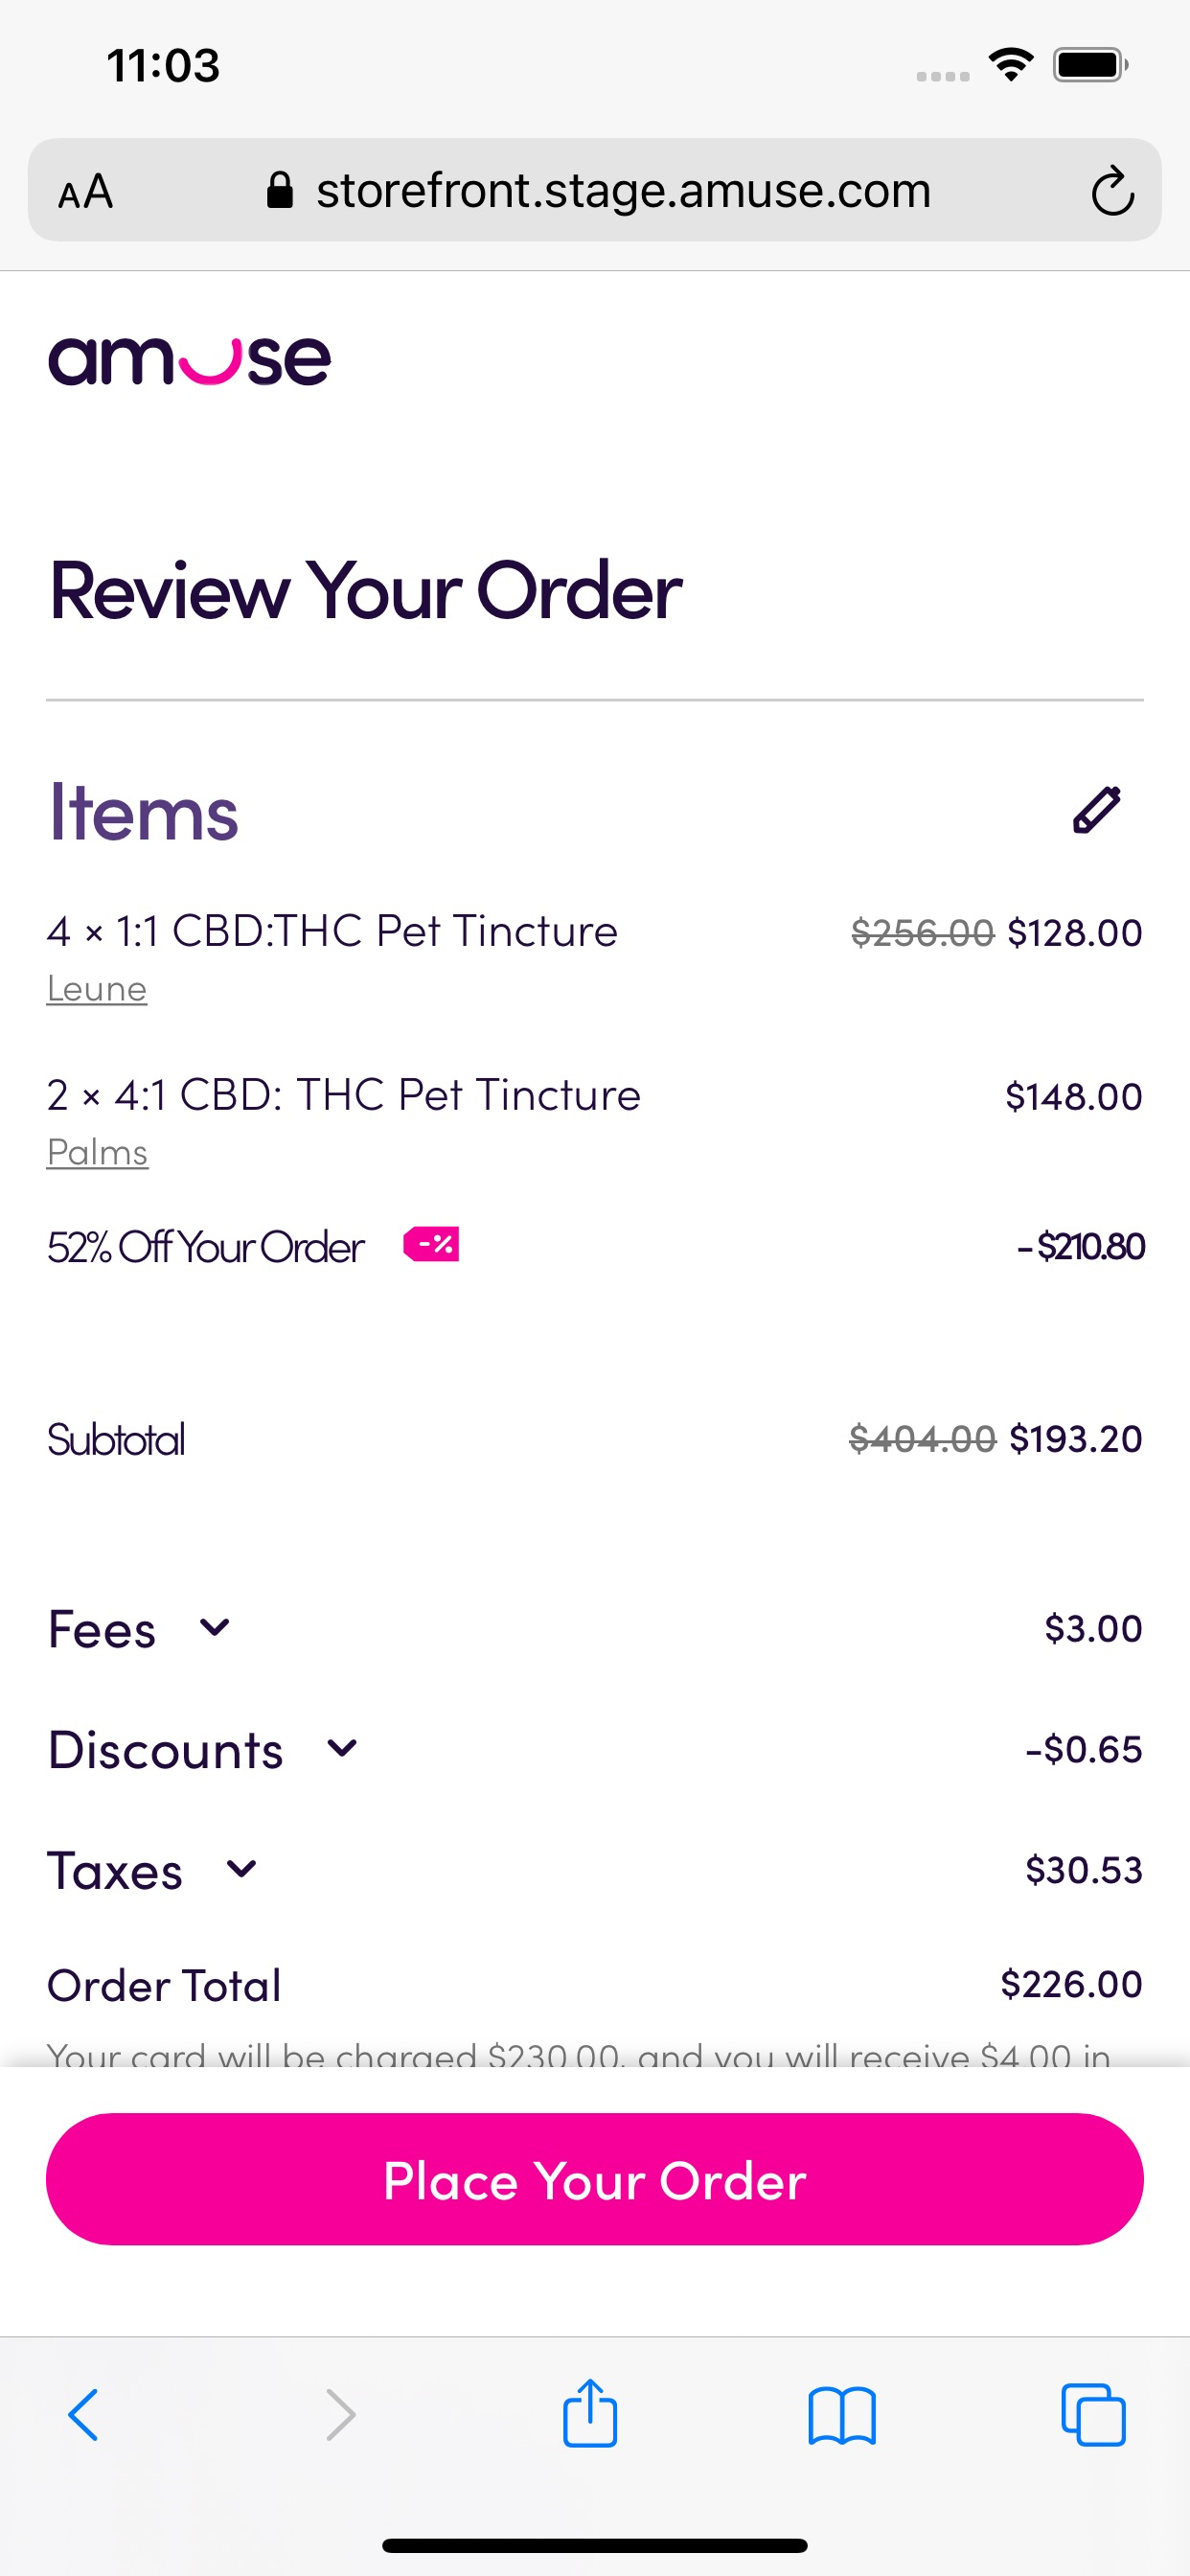 11:03
AA storefront.stage.amuse.com
amuse
Review Your Order
Items
4 × 1:1 CBD:THC Pet Tincture $256.00 $128.00
Leune
2 × 4:1 CBD: THC Pet Tincture $148.00
Palms
52% Off Your Order -% -$210.80
Subtotal $404.00 $193.20
Fees $3.00
Discounts -$0.65
Taxes $30.53
Order Total $226.00
Your card will be charged $230.00, and you will receive $4.00 in
Place Your Order